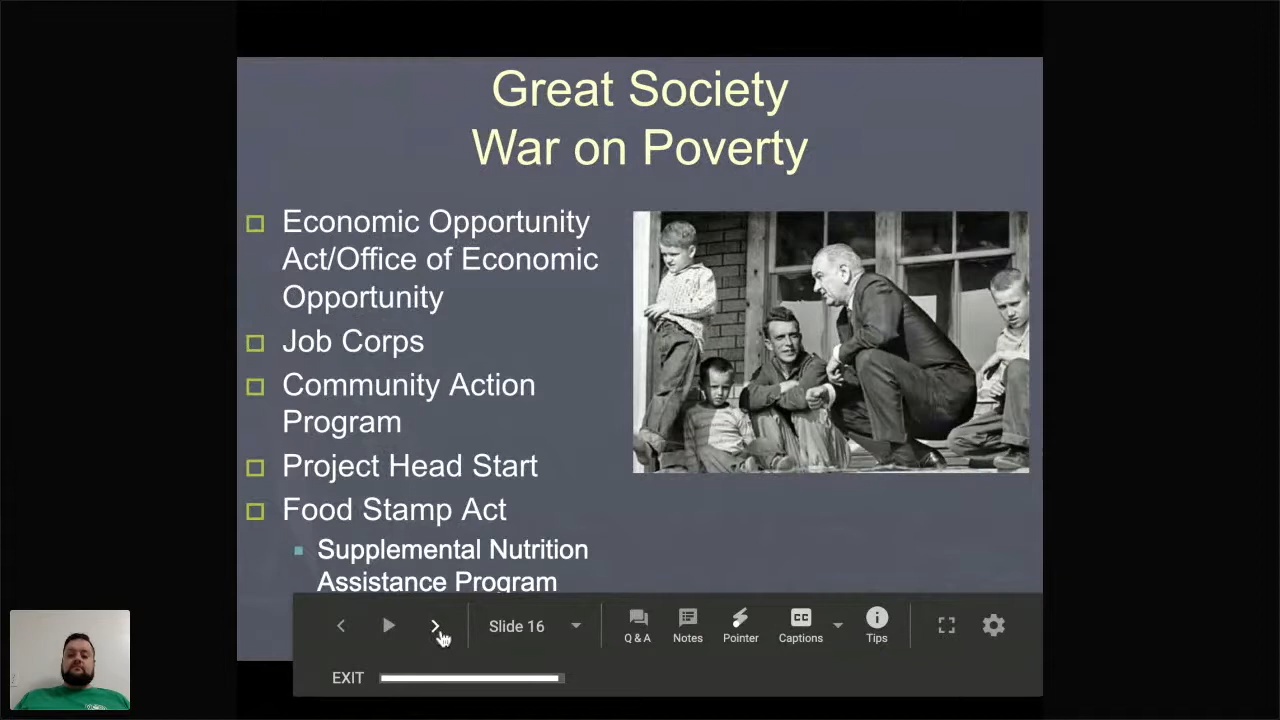 Great Society
War on Poverty
Economic Opportunity
Act/Office of Economic
Opportunity
Job Corps
Community Action
Program
Project Head Start
Food Stamp Act
Supplemental Nutrition
Assistance Program
Slide 16
Q & A
Notes
Pointer
CC
Captions
Tips
EXIT